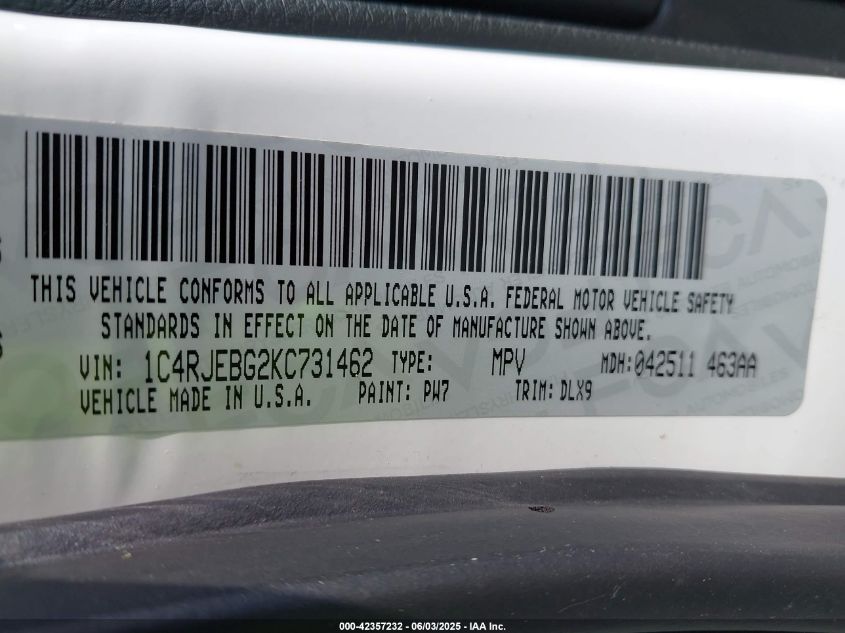 THIS VEHICLE CONFORMS TO ALL APPLICABLE U.S.A. FEDERAL MOTOR VEHICLE SAFETY
STANDARDS IN EFFECT ON THE DATE OF MANUFACTURE SHOWN ABOVE.
VIN: 1C4RJEBG2KC731462 TYPE: MPV MDH:042511 463AA
VEHICLE MADE IN U.S.A. PAINT: PW7 TRIM: DLX9
000-42357232 - 06/03/2025 - IAA Inc.